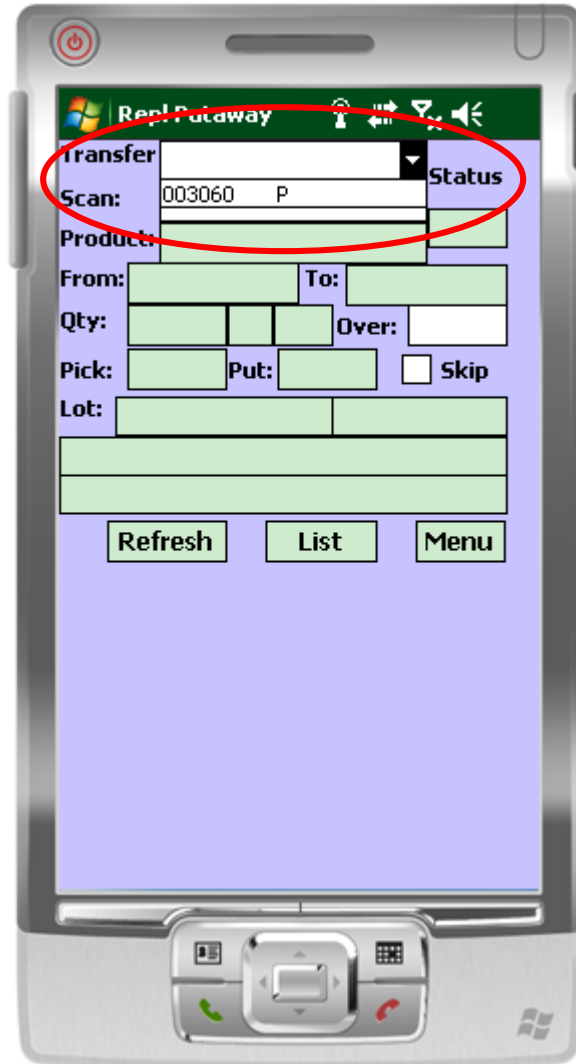 Repl Putaway
Transfer
Status
Scan: 003060 P
Product:
From: To:
Qty: Over:
Pick: Put: Skip
Lot:
Refresh List Menu